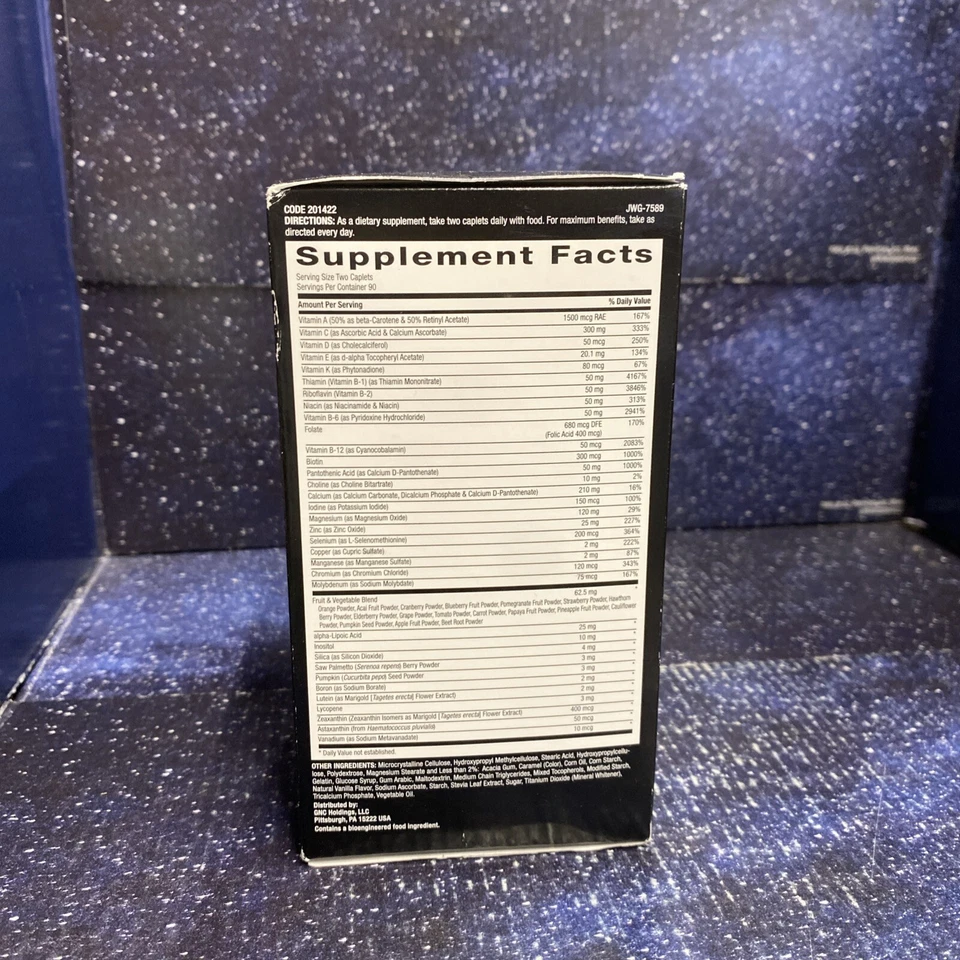 CODE 201422 JWG-7589
DIRECTIONS: As a dietary supplement, take two caplets daily with food. For maximum benefits, take as
directed every day.
Supplement Facts
Serving Size Two Caplets
Servings Per Container 90
Amount Per Serving % Daily Value
Vitamin A (50% as beta-Carotene & 50% Retinyl Acetate) 1500 mcg RAE 167%
Vitamin C (as Ascorbic Acid & Calcium Ascorbate) 300 mg 333%
Vitamin D (as Cholecalciferol) 50 mcg 250%
Vitamin E (as d-alpha Tocopheryl Acetate) 20.1 mg 134%
Vitamin K (as Phytonadione) 80 mcg 67%
Thiamin (Vitamin B-1) (as Thiamin Mononitrate) 50 mg 4167%
Riboflavin (Vitamin B-2) 50 mg 3846%
Niacin (as Niacinamide & Niacin) 50 mg 313%
Vitamin B-6 (as Pyridoxine Hydrochloride) 50 mg 2941%
Folate 680 mcg DFE 170%
(Folic Acid 400 mcg)
Vitamin B-12 (as Cyanocobalamin) 50 mcg 2083%
Biotin 300 mcg 1000%
Pantothenic Acid (as Calcium D-Pantothenate) 50 mg 1000%
Choline (as Choline Bitartrate) 10 mg 2%
Calcium (as Calcium Carbonate, Dicalcium Phosphate & Calcium D-Pantothenate) 210 mg 16%
Iodine (as Potassium Iodide) 150 mcg 100%
Magnesium (as Magnesium Oxide) 120 mg 29%
Zinc (as Zinc Oxide) 25 mg 227%
Selenium (as L-Selenomethionine) 200 mcg 364%
Copper (as Cupric Sulfate) 2 mg 222%
Manganese (as Manganese Sulfate) 2 mg 87%
Chromium (as Chromium Chloride) 120 mcg 343%
Molybdenum (as Sodium Molybdate) 75 mcg 167%
Fruit & Vegetable Blend 62.5 mg *
Orange Powder, Acai Fruit Powder, Cranberry Powder, Blueberry Fruit Powder, Pomegranate Fruit Powder, Strawberry Powder, Hawthorn
Berry Powder, Elderberry Powder, Grape Powder, Tomato Powder, Carrot Powder, Papaya Fruit Powder, Pineapple Fruit Powder, Cauliflower
Powder, Pumpkin Seed Powder, Apple Fruit Powder, Beet Root Powder
alpha-Lipoic Acid 25 mg *
Inositol 10 mg *
Silica (as Silicon Dioxide) 4 mg *
Saw Palmetto (Serenoa repens) Berry Powder 3 mg *
Pumpkin (Cucurbita pepo) Seed Powder 3 mg *
Boron (as Sodium Borate) 2 mg *
Lutein (as Marigold [Tagetes erecta] Flower Extract) 2 mg *
Lycopene 3 mg *
Zeaxanthin (Zeaxanthin Isomers as Marigold [Tagetes erecta] Flower Extract) 400 mcg *
Astaxanthin (from Haematococcus pluvialis) 50 mcg *
Vanadium (as Sodium Metavanadate) 10 mcg *
* Daily Value not established.
OTHER INGREDIENTS: Microcrystalline Cellulose, Hydroxypropyl Methylcellulose, Stearic Acid, Hydroxypropylcellu-
lose, Polydextrose, Magnesium Stearate and Less than 2%: Acacia Gum, Caramel (Color), Corn Oil, Corn Starch,
Gelatin, Glucose Syrup, Gum Arabic, Maltodextrin, Medium Chain Triglycerides, Mixed Tocopherols, Modified Starch,
Natural Vanilla Flavor, Sodium Ascorbate, Starch, Stevia Leaf Extract, Sugar, Titanium Dioxide (Mineral Whitener),
Tricalcium Phosphate, Vegetable Oil.
Distributed by:
GNC Holdings, LLC
Pittsburgh, PA 15222 USA
Contains a bioengineered food ingredient.